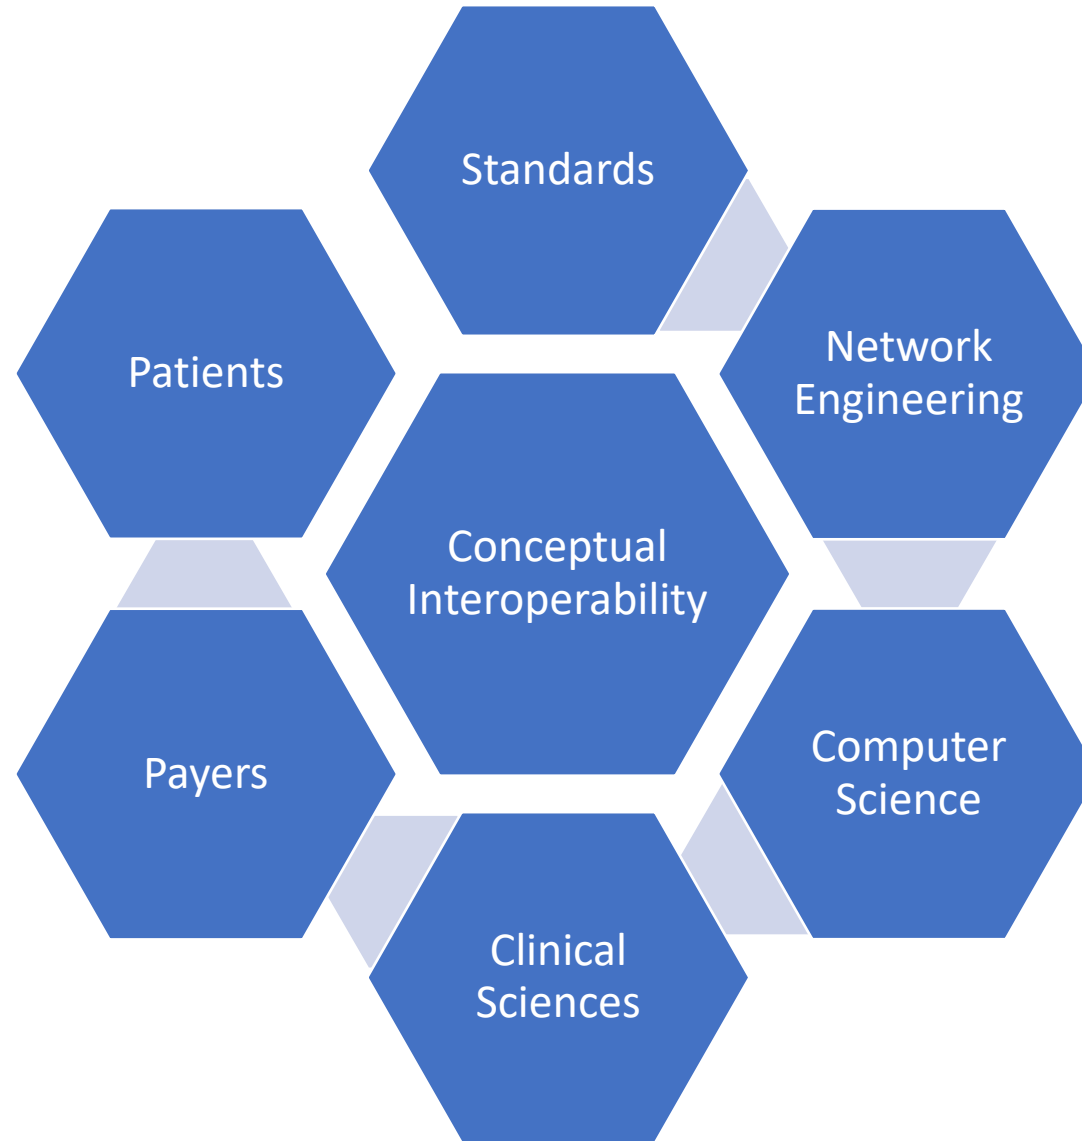 Standards
Patients
Network
Engineering
Conceptual
Interoperability
Payers
Computer
Science
Clinical
Sciences